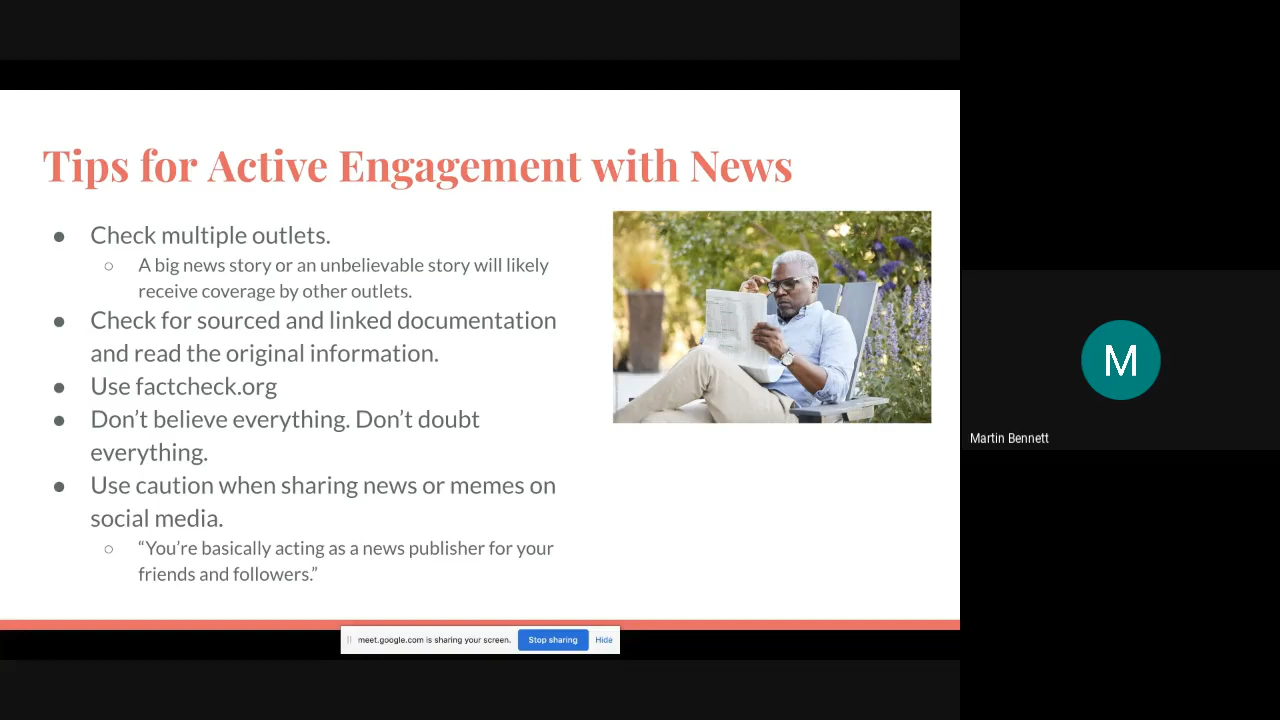 Tips for Active Engagement with News
● Check multiple outlets.
○ A big news story or an unbelievable story will likely
receive coverage by other outlets.
● Check for sourced and linked documentation
and read the original information.
● Use factcheck.org
● Don’t believe everything. Don’t doubt
everything.
● Use caution when sharing news or memes on
social media.
○ “You’re basically acting as a news publisher for your
friends and followers.”
meet.google.com is sharing your screen. Stop sharing Hide
M
Martin Bennett